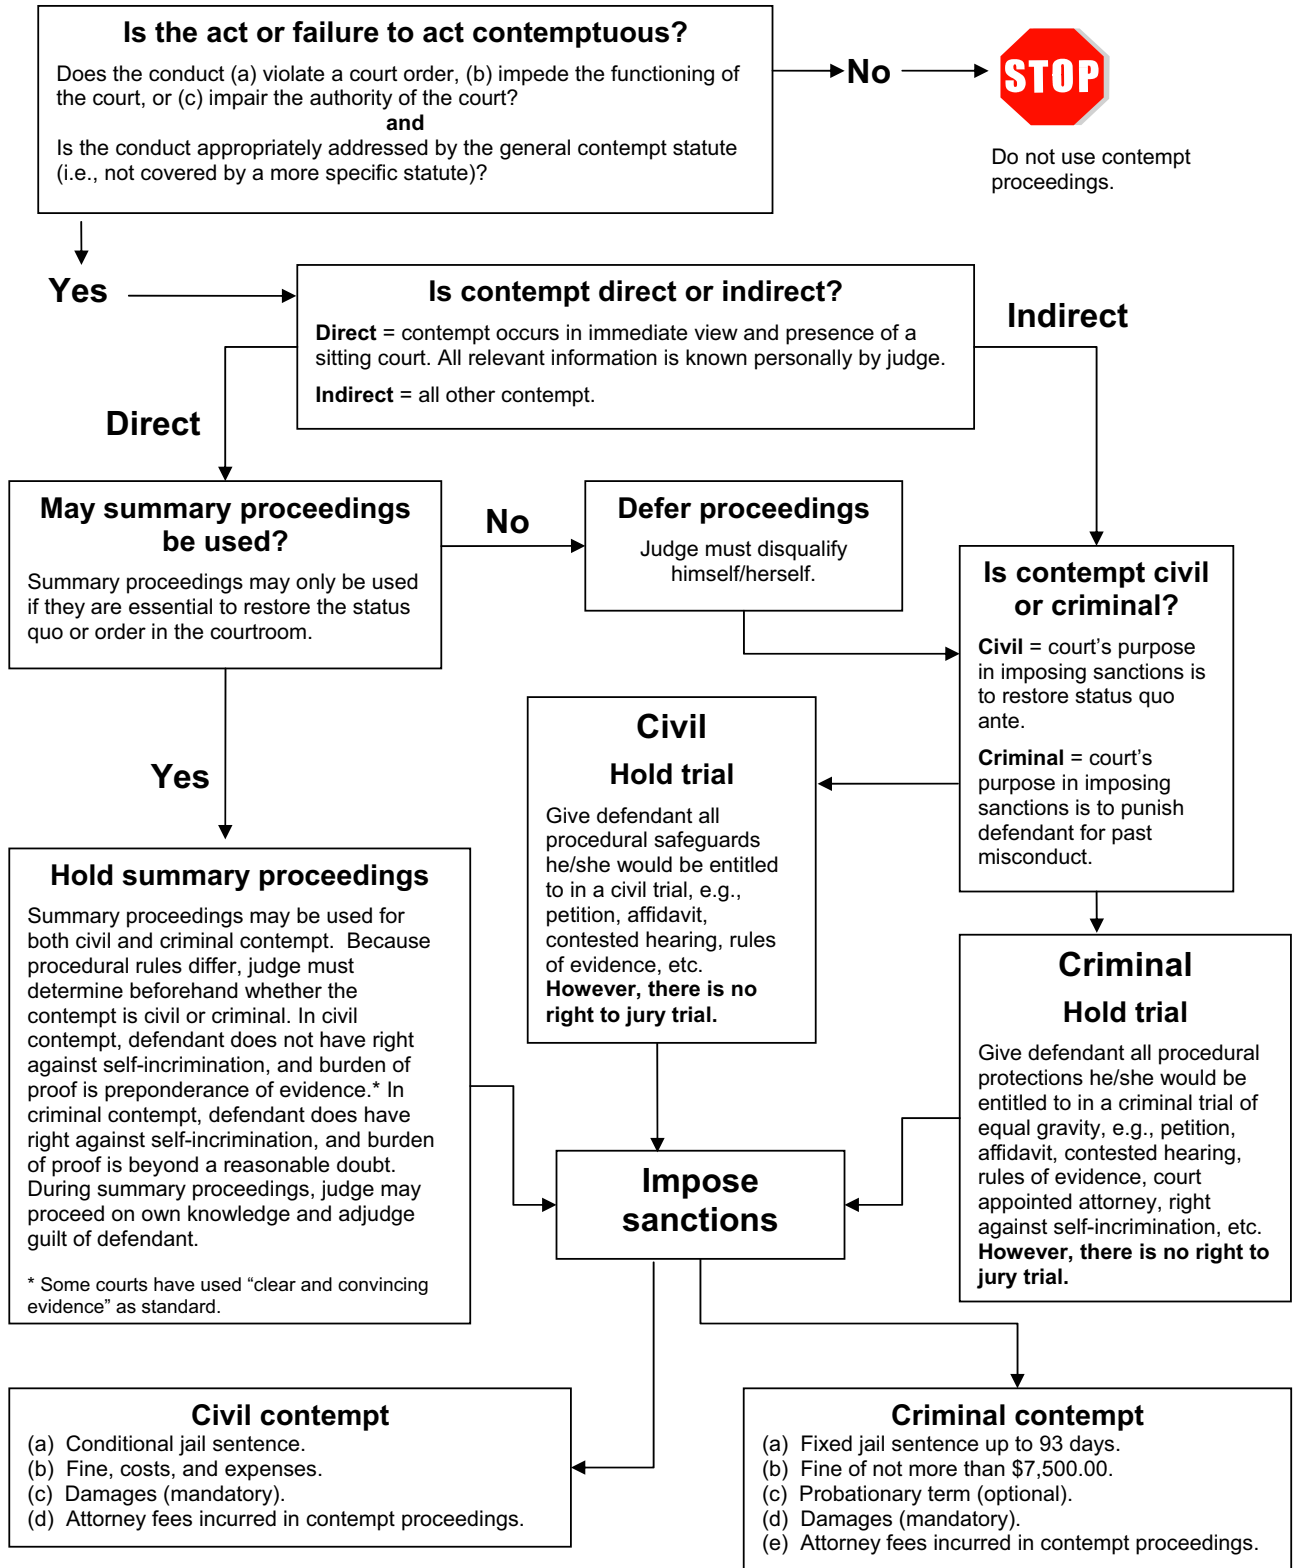 Is the act or failure to act contemptuous?
Does the conduct (a) violate a court order, (b) impede the functioning of
the court, or (c) impair the authority of the court?
and
Is the conduct appropriately addressed by the general contempt statute
(i.e., not covered by a more specific statute)?
No
STOP
Do not use contempt
proceedings.
Yes
Is contempt direct or indirect?
Direct = contempt occurs in immediate view and presence of a
sitting court. All relevant information is known personally by judge.
Indirect = all other contempt.
Indirect
Direct
May summary proceedings
be used?
Summary proceedings may only be used
if they are essential to restore the status
quo or order in the courtroom.
No
Defer proceedings
Judge must disqualify
himself/herself.
Is contempt civil
or criminal?
Civil = court's purpose
in imposing sanctions is
to restore status quo
ante.
Criminal = court's
purpose in imposing
sanctions is to punish
defendant for past
misconduct.
Yes
Civil
Hold trial
Give defendant all
procedural safeguards
he/she would be entitled
to in a civil trial, e.g.,
petition, affidavit,
contested hearing, rules
of evidence, etc.
However, there is no
right to jury trial.
Hold summary proceedings
Summary proceedings may be used for
both civil and criminal contempt.  Because
procedural rules differ, judge must
determine beforehand whether the
contempt is civil or criminal. In civil
contempt, defendant does not have right
against self-incrimination, and burden of
proof is preponderance of evidence.* In
criminal contempt, defendant does have
right against self-incrimination, and burden
of proof is beyond a reasonable doubt.
During summary proceedings, judge may
proceed on own knowledge and adjudge
guilt of defendant.
* Some courts have used “clear and convincing
evidence” as standard.
Criminal
Hold trial
Give defendant all procedural
protections he/she would be
entitled to in a criminal trial of
equal gravity, e.g., petition,
affidavit, contested hearing,
rules of evidence, court
appointed attorney, right
against self-incrimination, etc.
However, there is no right to
jury trial.
Impose
sanctions
Civil contempt
(a) Conditional jail sentence.
(b) Fine, costs, and expenses.
(c) Damages (mandatory).
(d) Attorney fees incurred in contempt proceedings.
Criminal contempt
(a) Fixed jail sentence up to 93 days.
(b) Fine of not more than $7,500.00.
(c) Probationary term (optional).
(d) Damages (mandatory).
(e) Attorney fees incurred in contempt proceedings.